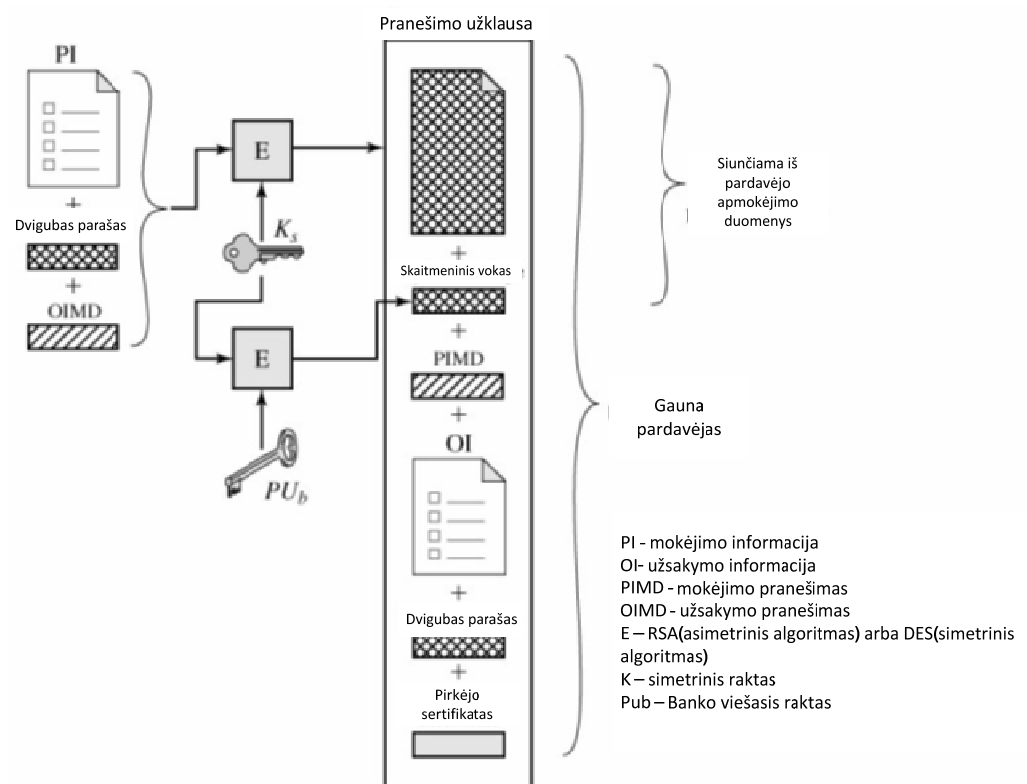 Pranešimo užklausa
PI
+
Dvigubas parašas
+
OIMD
E
Ks
E
PUb
+
Skaitmeninis vokas
+
PIMD
+
OI
+
Dvigubas parašas
+
Pirkėjo
sertifikatas
Siunčiama iš
pardavėjo
apmokėjimo
duomenys
Gauna
pardavėjas
PI - mokėjimo informacija
OI- užsakymo informacija
PIMD - mokėjimo pranešimas
OIMD - užsakymo pranešimas
E – RSA(asimetrinis algoritmas) arba DES(simetrinis
algoritmas)
K – simetrinis raktas
Pub – Banko viešasis raktas